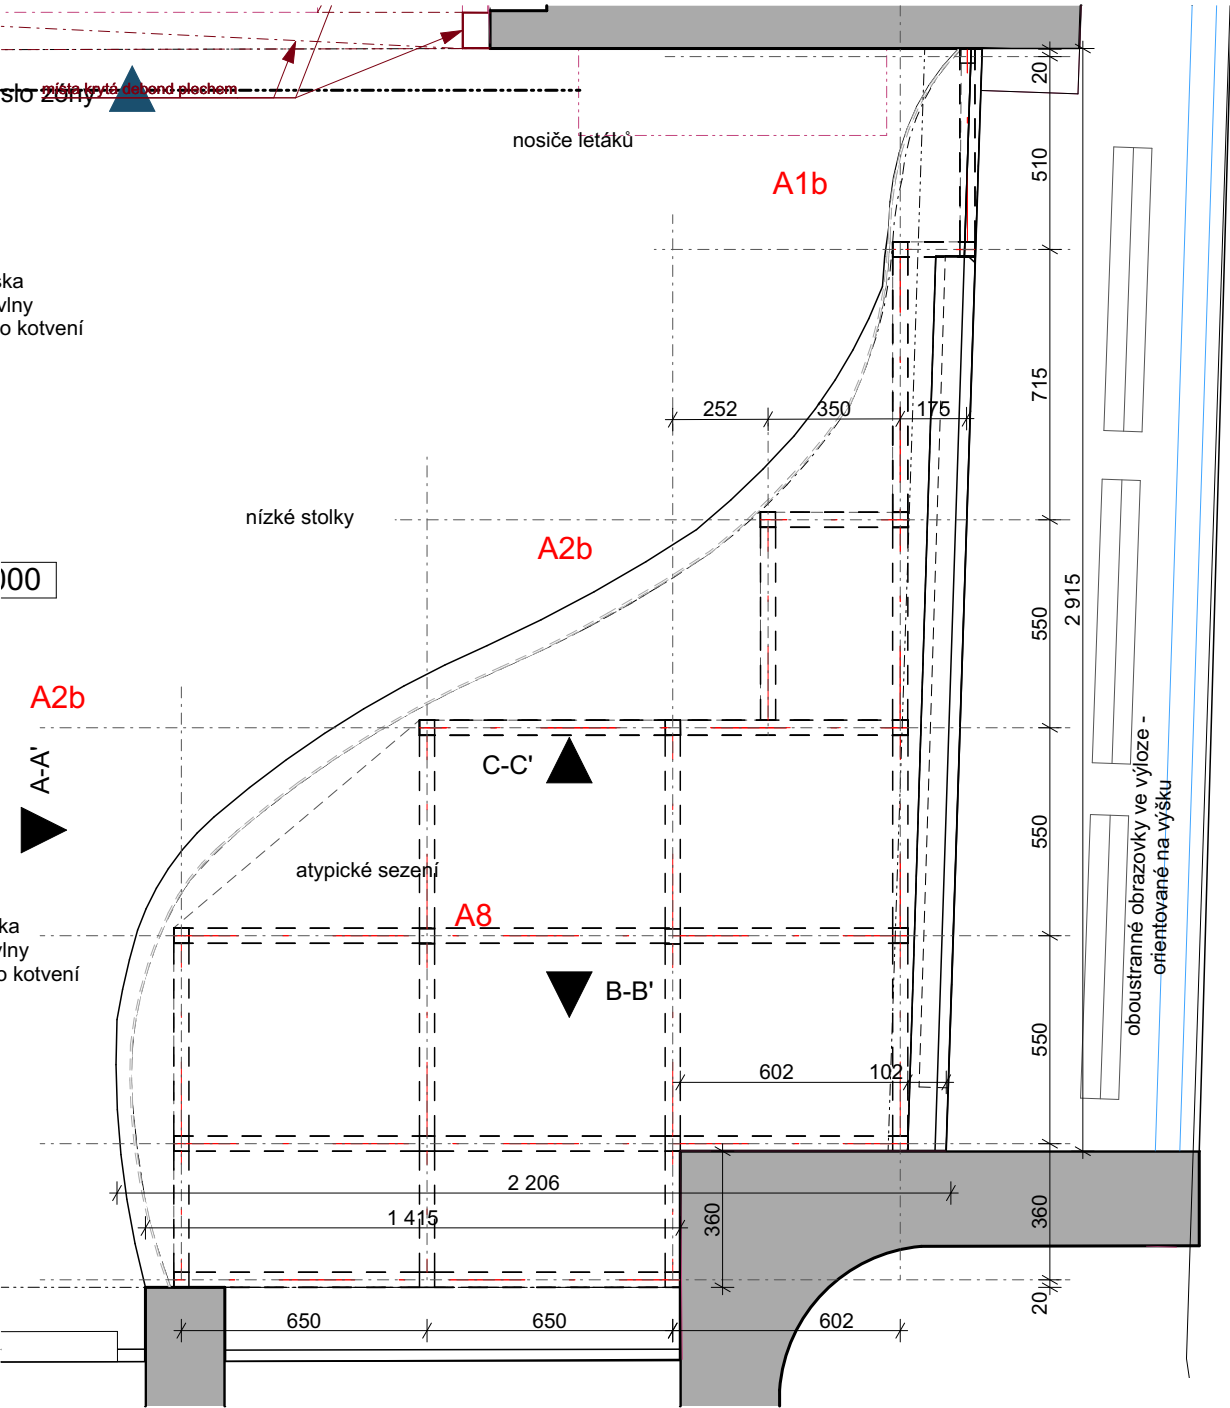 místa krytá debond plechem
slo zóny
nosiče letáků
A1b
20
510
ska
vlny
o kotvení
715
252
350
175
nízké stolky
A2b
000
550
2 915
A2b
A-A'
C-C'
oboustranné obrazovky ve výloze -
orientované na výšku
550
atypické sezení
A8
ka
vlny
o kotvení
B-B'
550
602
102
2 206
1 415
360
360
20
650
650
602